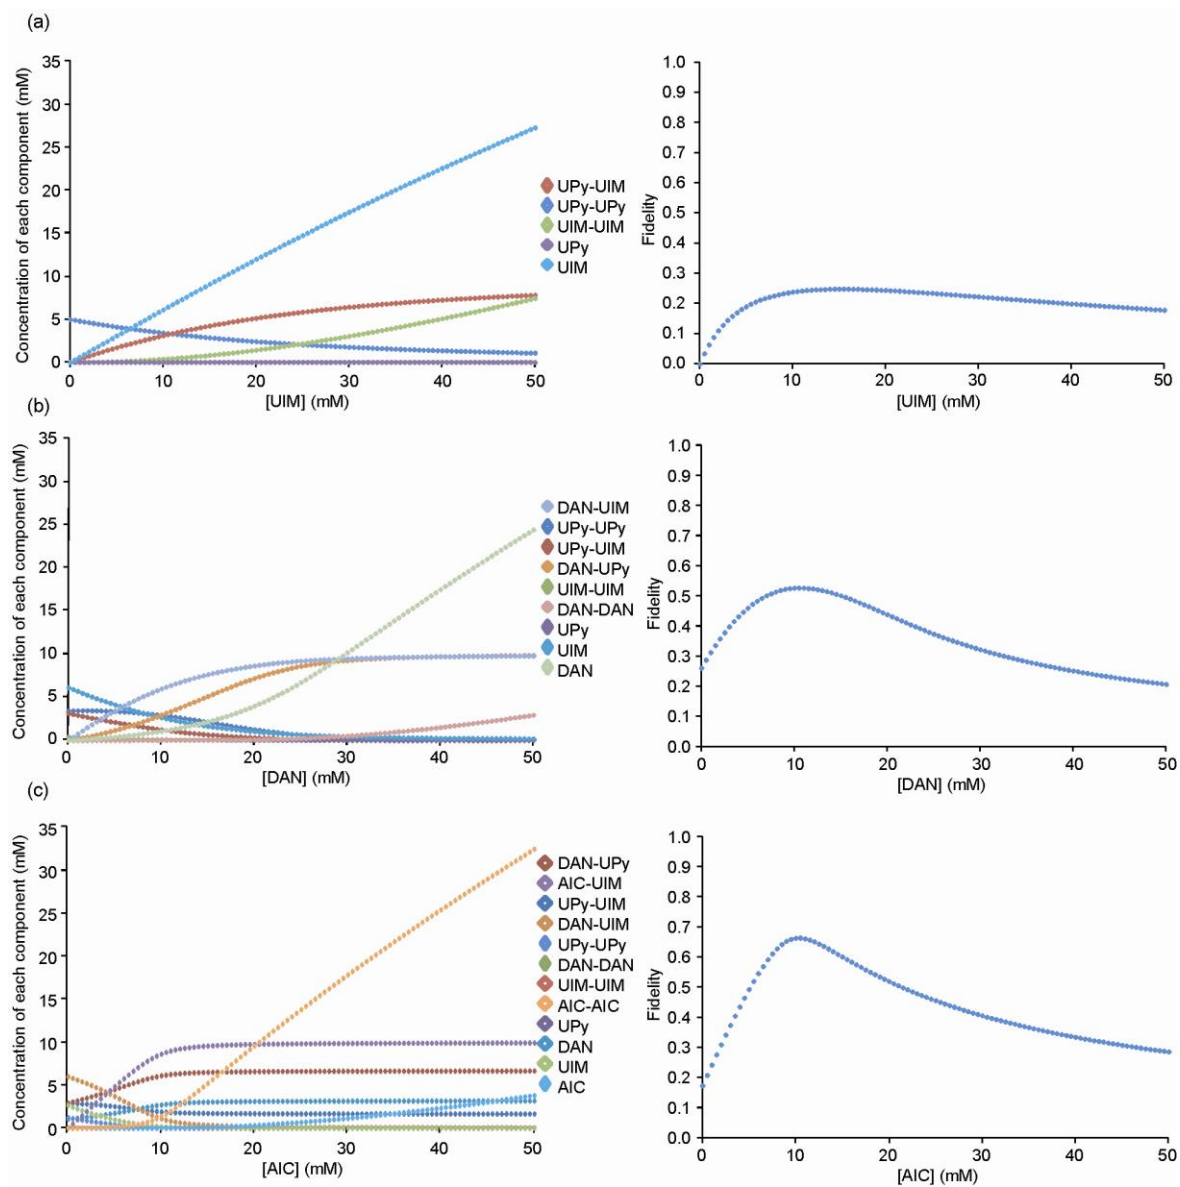 (a)
Concentration of each component (mM)
35
30
25
20
15
10
5
0
0 10 20 30 40 50
[UIM] (mM)
UPy-UIM
UPy-UPy
UIM-UIM
UPy
UIM
Fidelity
1.0
0.9
0.8
0.7
0.6
0.5
0.4
0.3
0.2
0.1
0.0
0 10 20 30 40 50
[UIM] (mM)
(b)
Concentration of each component (mM)
35
30
25
20
15
10
5
0
0 10 20 30 40 50
[DAN] (mM)
DAN-UIM
UPy-UPy
UPy-UIM
DAN-UPy
UIM-UIM
DAN-DAN
UPy
UIM
DAN
Fidelity
1.0
0.9
0.8
0.7
0.6
0.5
0.4
0.3
0.2
0.1
0.0
0 10 20 30 40 50
[DAN] (mM)
(c)
Concentration of each component (mM)
35
30
25
20
15
10
5
0
0 10 20 30 40 50
[AIC] (mM)
DAN-UPy
AIC-UIM
UPy-UIM
DAN-UIM
UPy-UPy
DAN-DAN
UIM-UIM
AIC-AIC
UPy
DAN
UIM
AIC
Fidelity
1.0
0.9
0.8
0.7
0.6
0.5
0.4
0.3
0.2
0.1
0.0
0 10 20 30 40 50
[AIC] (mM)